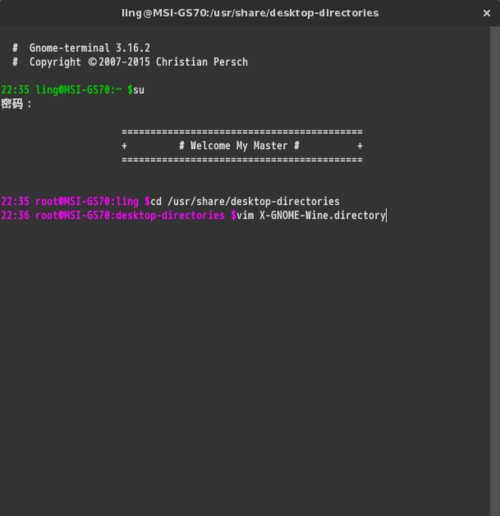 ling@MSI-GS70:/usr/share/desktop-directories ×
# Gnome-terminal 3.16.2
# Copyright ©2007-2015 Christian Persch
22:35 ling@MSI-GS70:~ $su
密码：
==========================================
+ # Welcome My Master # +
==========================================
22:35 root@MSI-GS70:ling $cd /usr/share/desktop-directories
22:36 root@MSI-GS70:desktop-directories $vim X-GNOME-Wine.directory